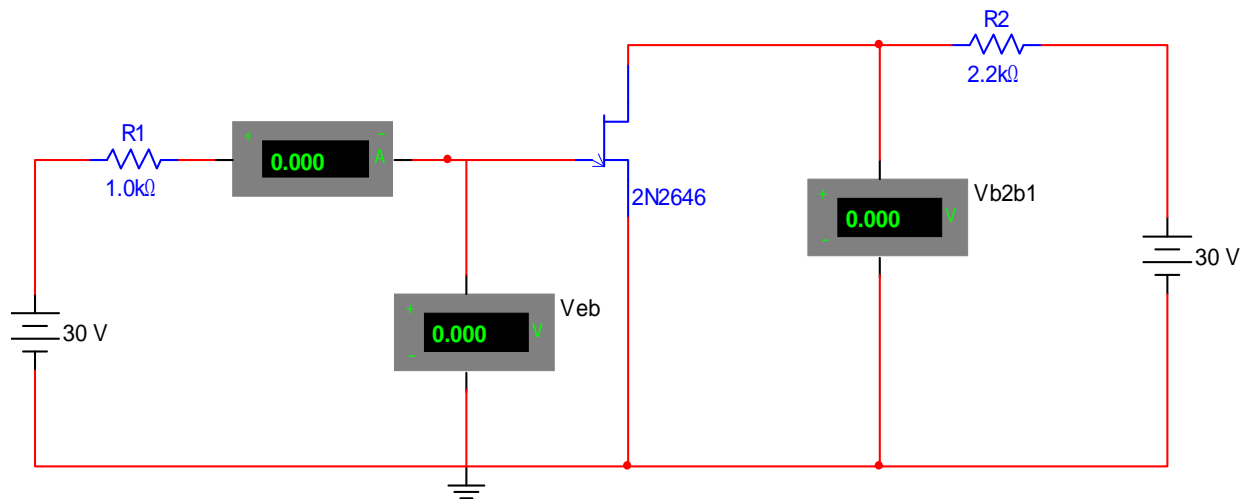 R2
2.2kΩ
R1
1.0kΩ
+
-
0.000
A
2N2646
Vb2b1
+
0.000
V
-
30 V
Veb
+
0.000
V
-
30 V